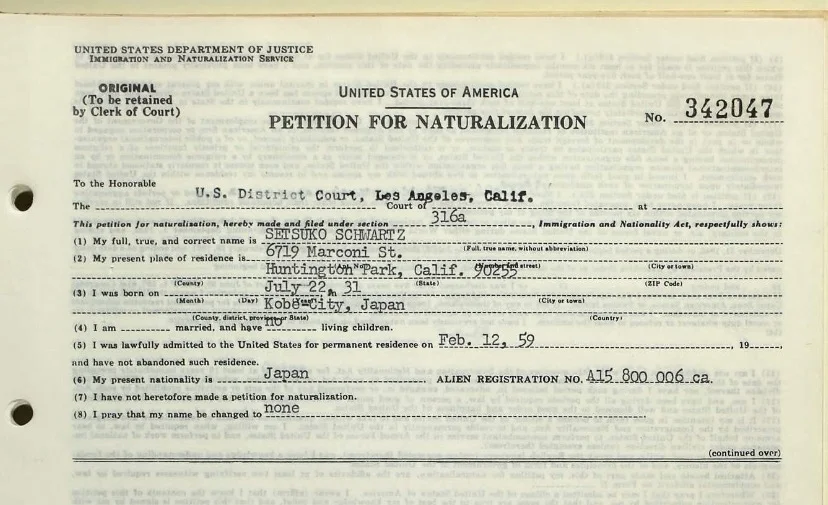 UNITED STATES DEPARTMENT OF JUSTICE
IMMIGRATION AND NATURALIZATION SERVICE
ORIGINAL
(To be retained
by Clerk of Court)
UNITED STATES OF AMERICA
PETITION FOR NATURALIZATION
No. 342047
To the Honorable
U.S. District Court, Los Angeles, Calif.
The Court of at
316a
This petition for naturalization, hereby made and filed under section , Immigration and Nationality Act, respectfully shows:
SETSUKO SCHWARTZ
(1) My full, true, and correct name is
(Full, true name, without abbreviation)
6719 Marconi St.
(2) My present place of residence is
Huntington Park, Calif. 90255
(Number and street) (City or town)
(County) (State) (ZIP Code)
July 22, 31
(3) I was born on
(Month) (Day) (Year) (City or town)
Kobe City, Japan
(County, district, province or State) (Country)
no
(4) I am married, and have living children.
Feb. 12, 59
(5) I was lawfully admitted to the United States for permanent residence on , 19 ,
and have not abandoned such residence.
(6) My present nationality is Japan . ALIEN REGISTRATION NO. A15 800 006 ca.
(7) I have not heretofore made a petition for naturalization.
(8) I pray that my name be changed to none
(continued over)